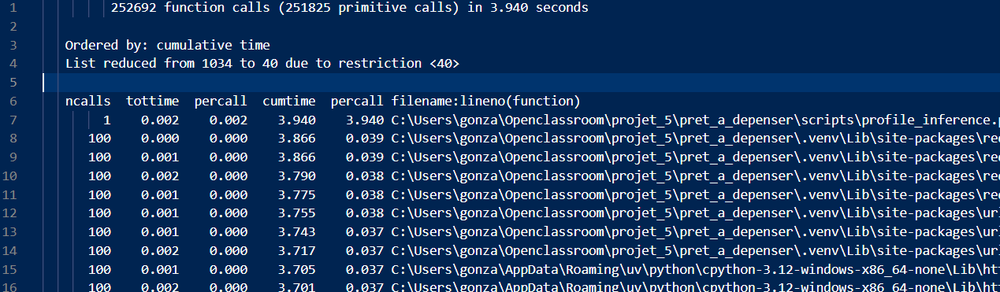 1 252692 function calls (251825 primitive calls) in 3.940 seconds
2
3 Ordered by: cumulative time
4 List reduced from 1034 to 40 due to restriction <40>
5
6 ncalls tottime percall cumtime percall filename:lineno(function)
7 1 0.002 0.002 3.940 3.940 C:\Users\gonza\Openclassroom\projet_5\pret_a_depenser\scripts\profile_inference.p
8 100 0.000 0.000 3.866 0.039 C:\Users\gonza\Openclassroom\projet_5\pret_a_depenser\.venv\Lib\site-packages\req
9 100 0.001 0.000 3.866 0.039 C:\Users\gonza\Openclassroom\projet_5\pret_a_depenser\.venv\Lib\site-packages\req
10 100 0.002 0.000 3.790 0.038 C:\Users\gonza\Openclassroom\projet_5\pret_a_depenser\.venv\Lib\site-packages\req
11 100 0.001 0.000 3.775 0.038 C:\Users\gonza\Openclassroom\projet_5\pret_a_depenser\.venv\Lib\site-packages\req
12 100 0.001 0.000 3.755 0.038 C:\Users\gonza\Openclassroom\projet_5\pret_a_depenser\.venv\Lib\site-packages\url
13 100 0.001 0.000 3.743 0.037 C:\Users\gonza\Openclassroom\projet_5\pret_a_depenser\.venv\Lib\site-packages\url
14 100 0.002 0.000 3.717 0.037 C:\Users\gonza\Openclassroom\projet_5\pret_a_depenser\.venv\Lib\site-packages\url
15 100 0.001 0.000 3.705 0.037 C:\Users\gonza\AppData\Roaming\uv\python\cpython-3.12-windows-x86_64-none\Lib\htt
16 100 0.002 0.000 3.701 0.037 C:\Users\gonza\AppData\Roaming\uv\python\cpython-3.12-windows-x86_64-none\Lib\htt